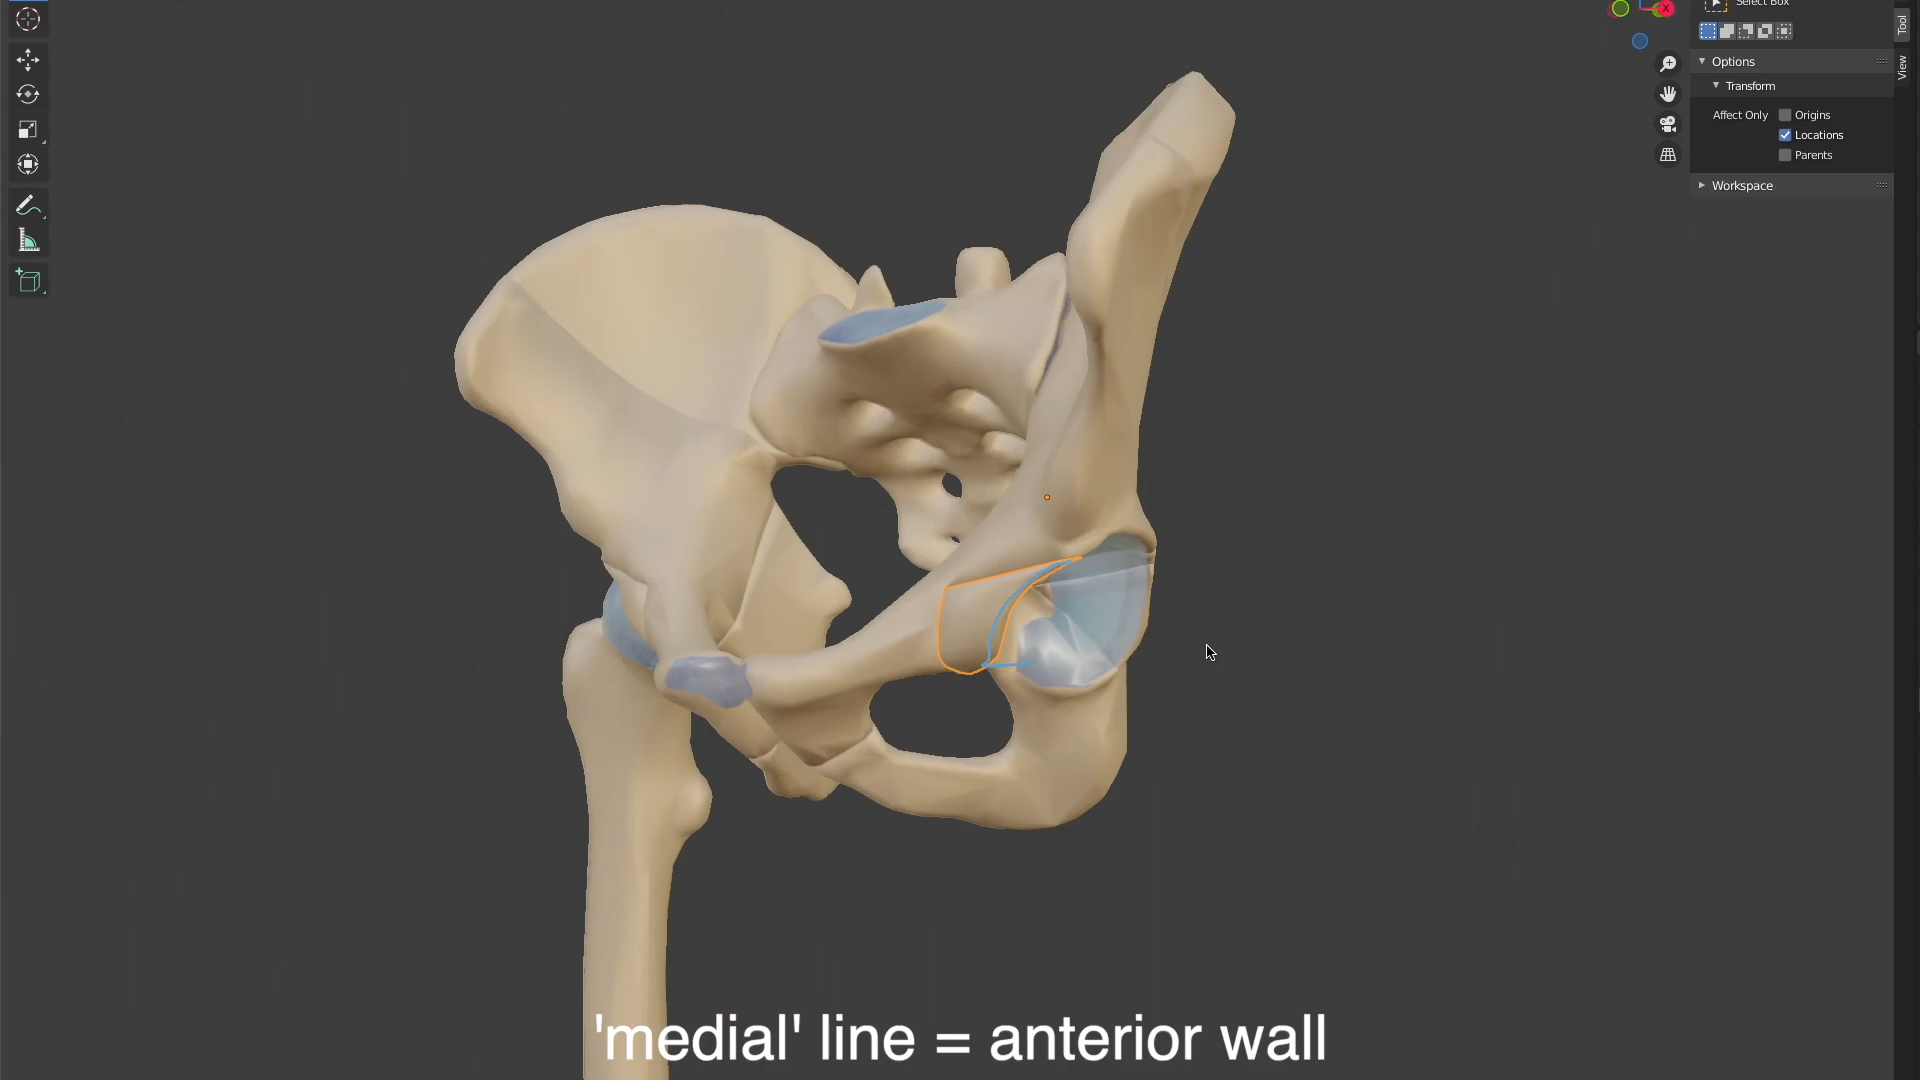 Select Box
Tool
Options
View
Transform
Affect Only
Origins
Locations
Parents
Workspace
X
'medial' line = anterior wall